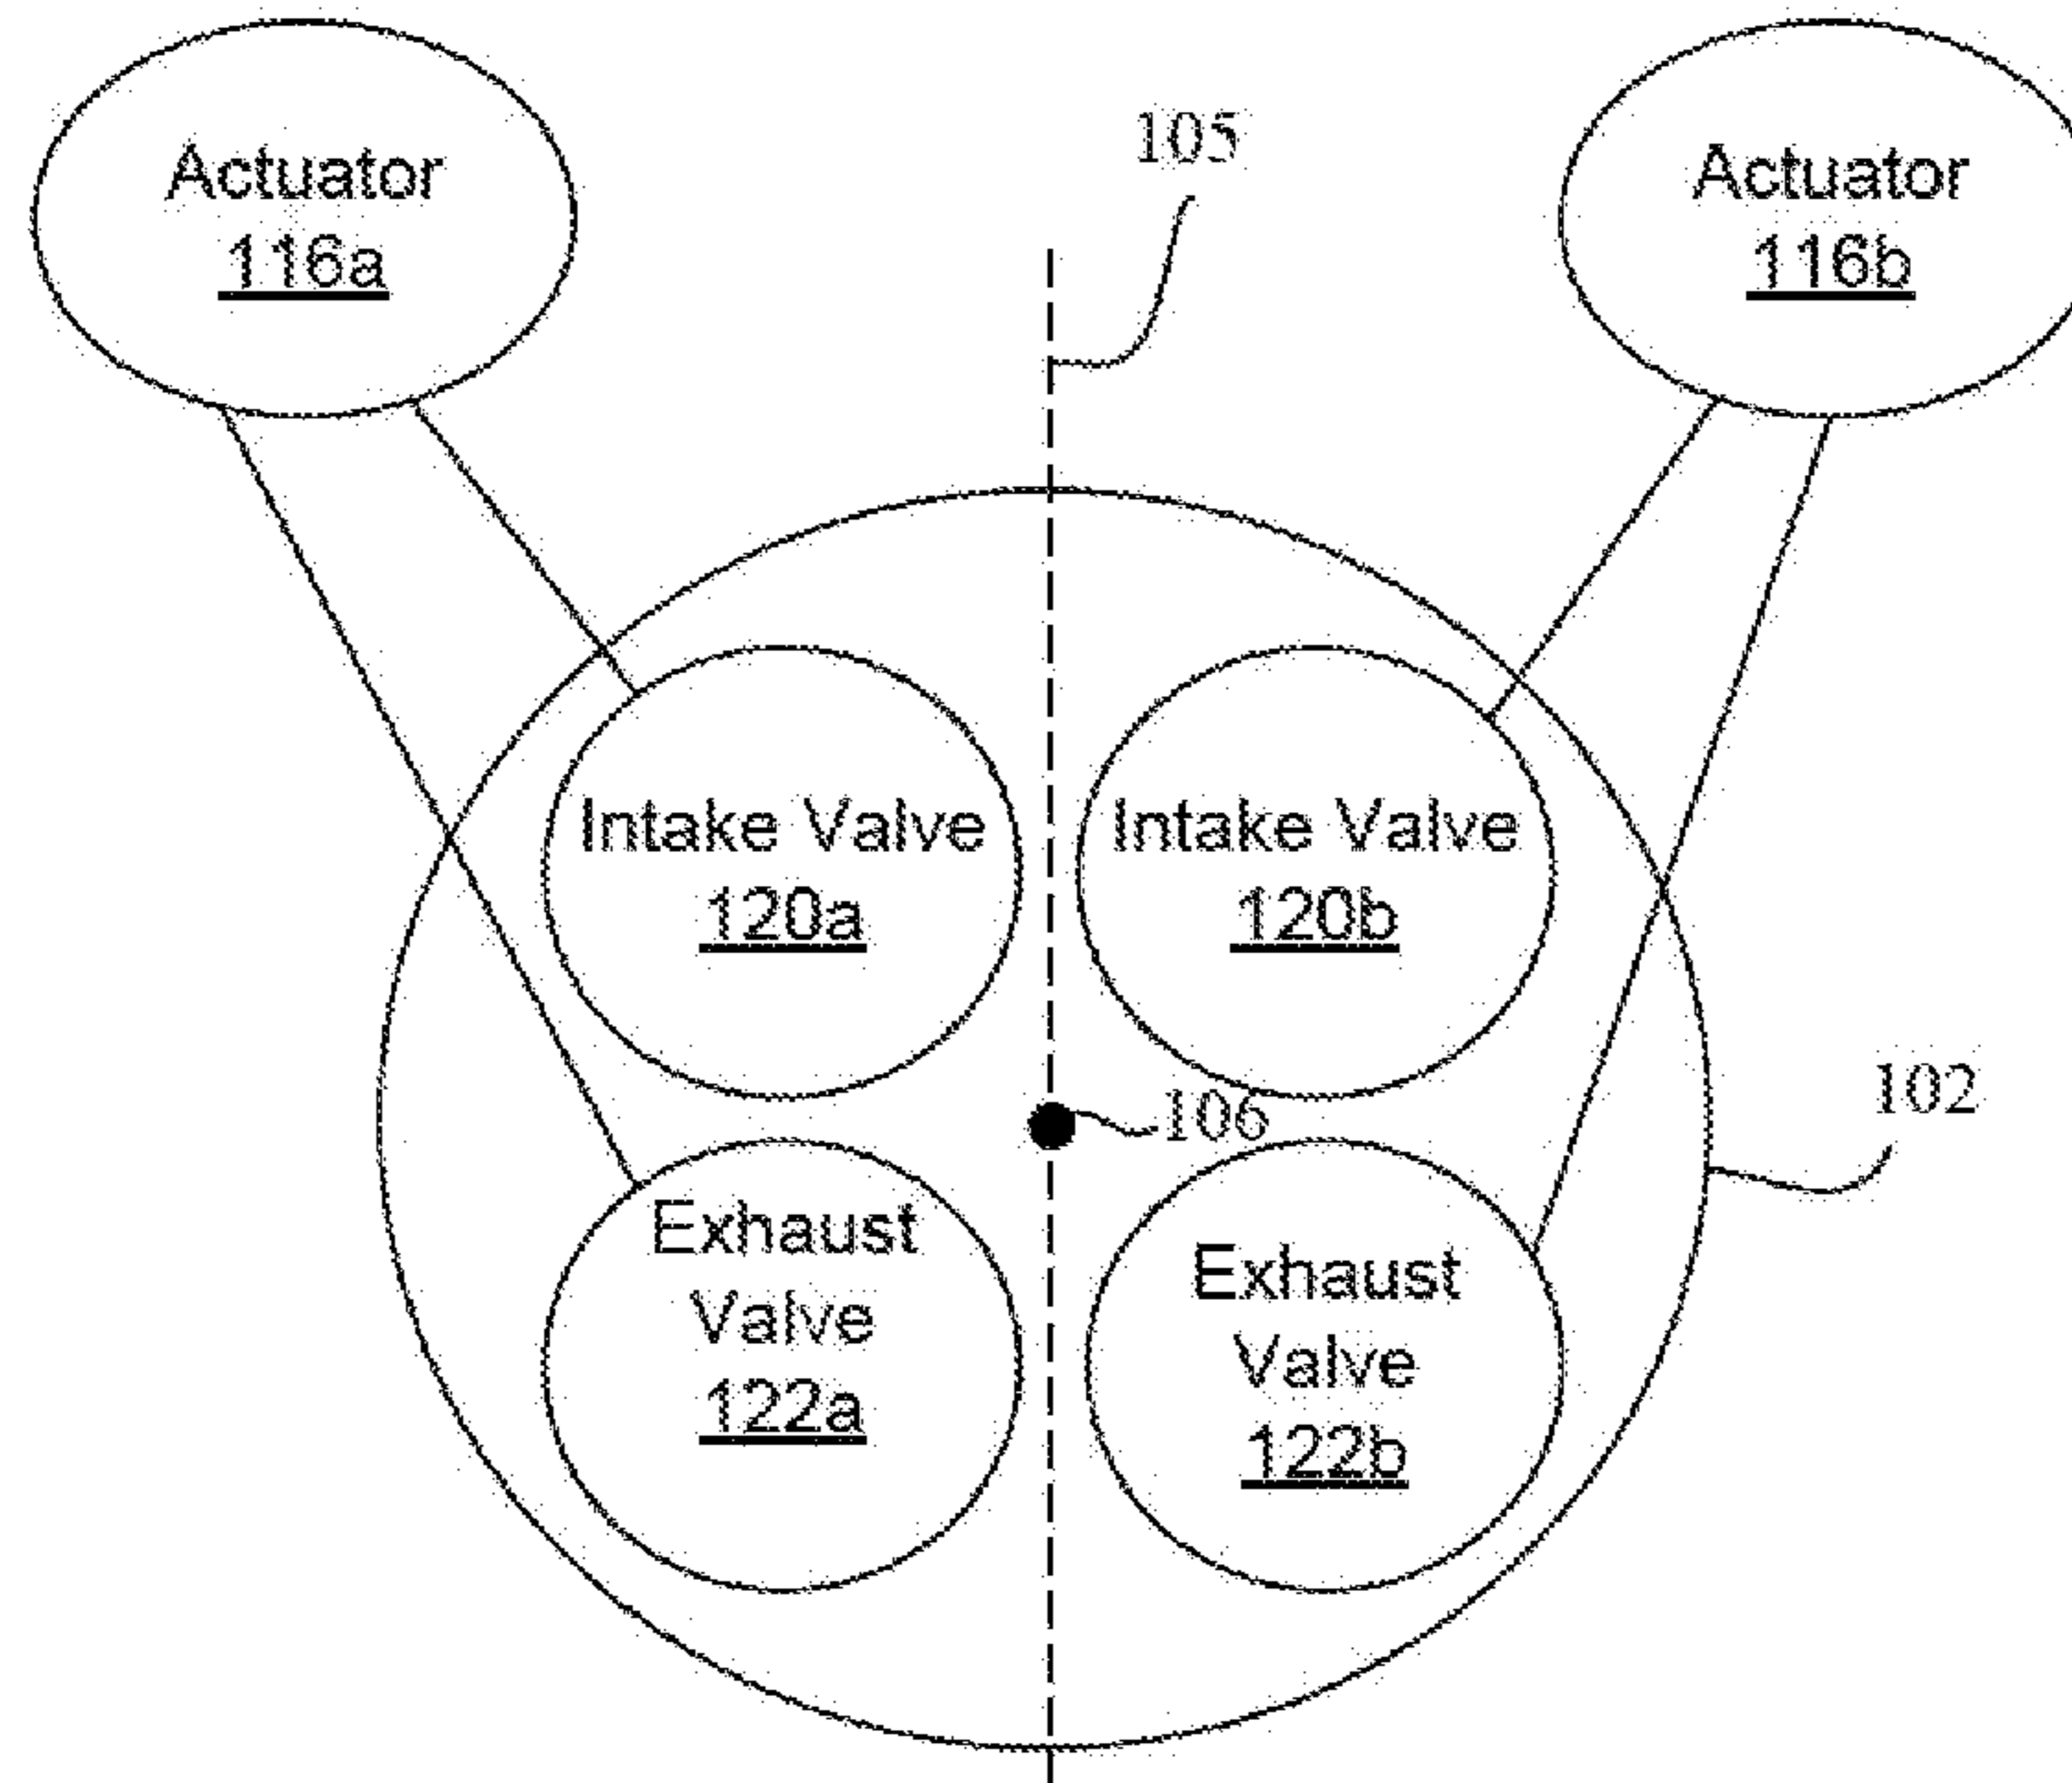 Actuator
116a
105
Actuator
116b
Intake Valve
120a
Intake Valve
120b
106
102
Exhaust
Valve
122a
Exhaust
Valve
122b